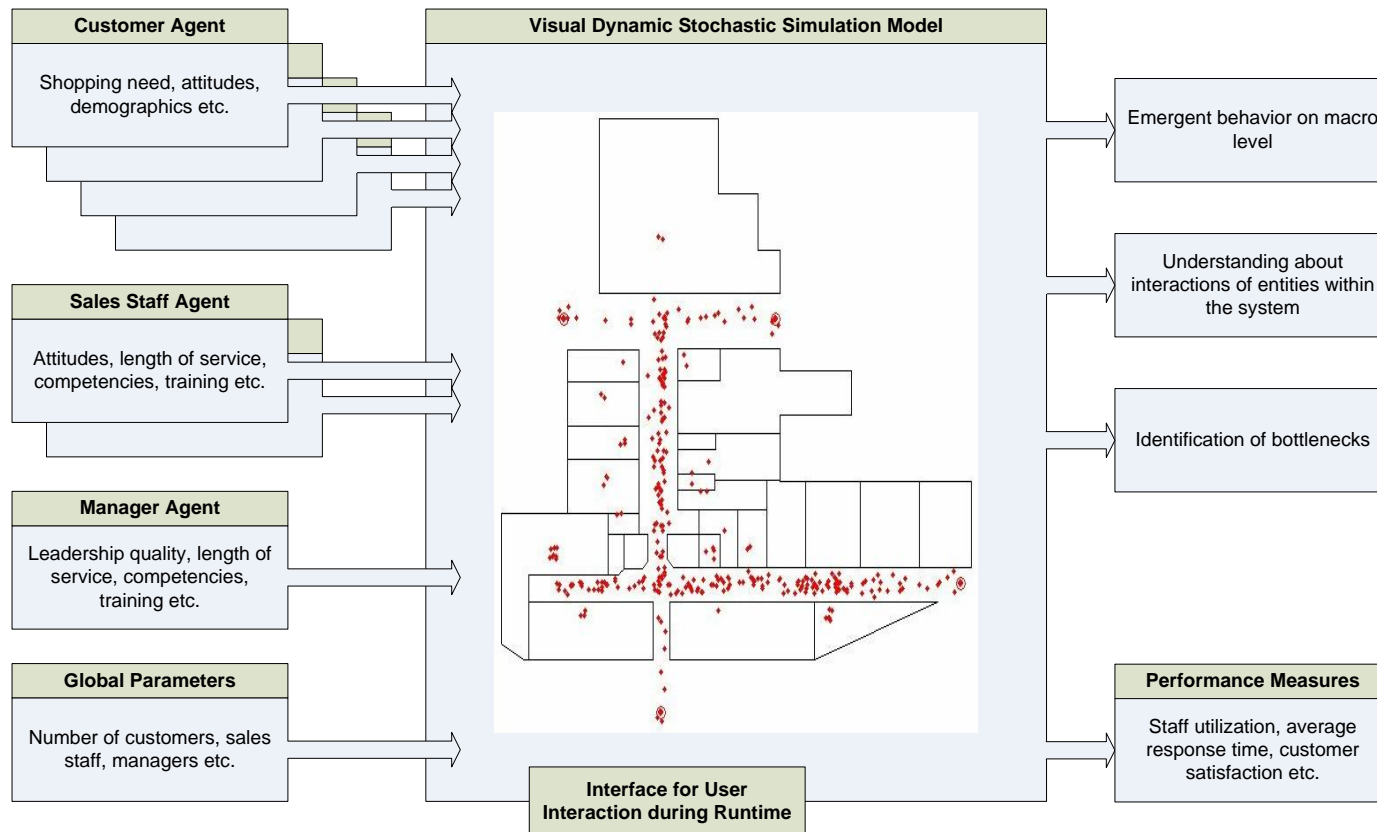 Customer Agent
Shopping need, attitudes,
demographics etc.
Sales Staff Agent
Attitudes, length of service,
competencies, training etc.
Manager Agent
Leadership quality, length of
service, competencies,
training etc.
Global Parameters
Number of customers, sales
staff, managers etc.
Visual Dynamic Stochastic Simulation Model
Interface for User
Interaction during Runtime
Emergent behavior on macro
level
Understanding about
interactions of entities within
the system
Identification of bottlenecks
Performance Measures
Staff utilization, average
response time, customer
satisfaction etc.